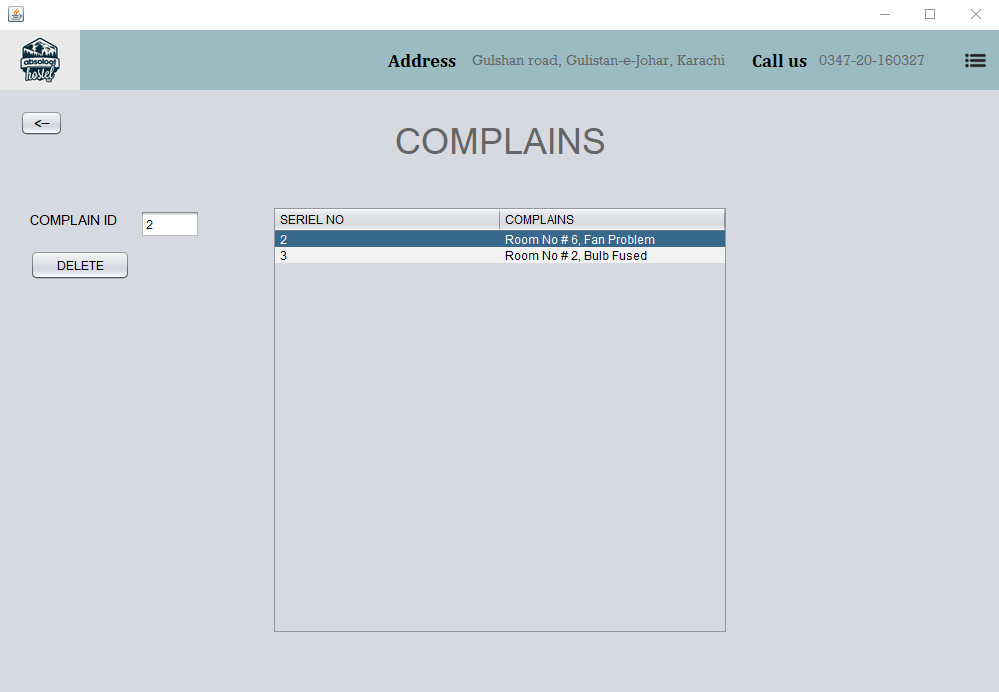 absoloot
hostel
Address Gulshan road, Gulistan-e-Johar, Karachi Call us 0347-20-160327
<-
COMPLAINS
COMPLAIN ID 2
DELETE
SERIEL NO COMPLAINS
2 Room No # 6, Fan Problem
3 Room No # 2, Bulb Fused